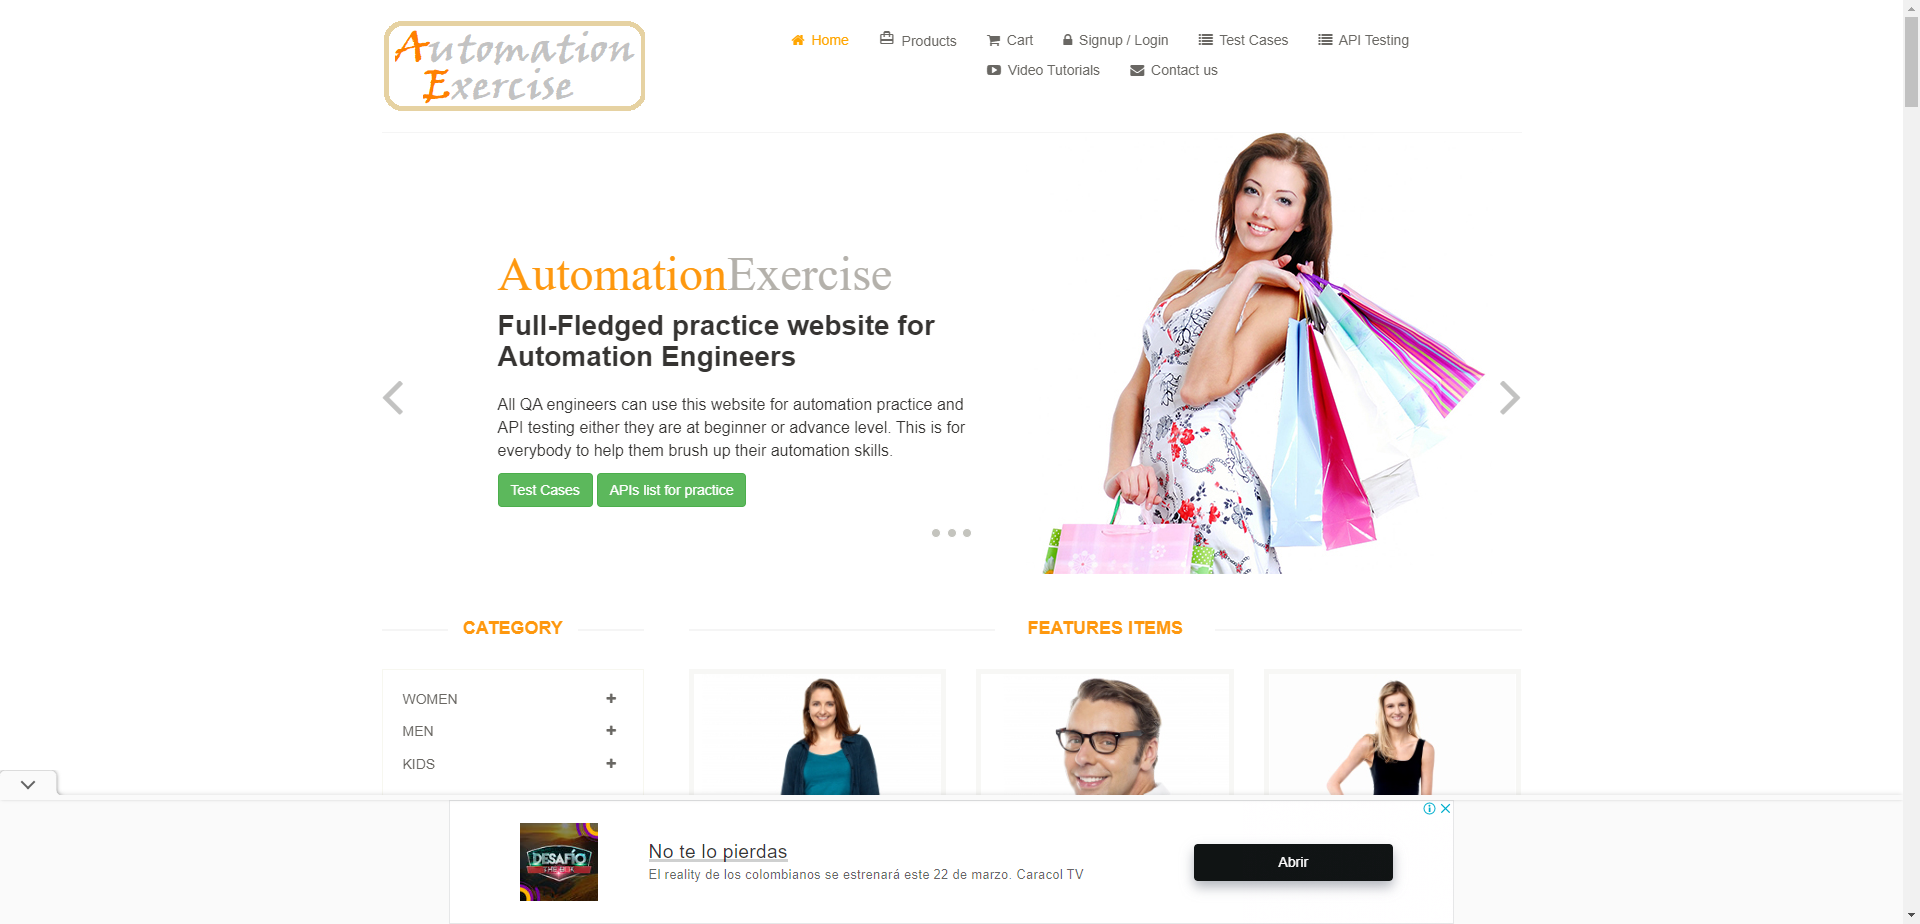 Automation
Exercise
Home
Products
Cart
Signup / Login
Test Cases
API Testing
Video Tutorials
Contact us
AutomationExercise
Full-Fledged practice website for
Automation Engineers
All QA engineers can use this website for automation practice and
API testing either they are at beginner or advance level. This is for
everybody to help them brush up their automation skills.
Test Cases
APIs list for practice
CATEGORY
FEATURES ITEMS
WOMEN
MEN
KIDS
DESAFÍO
THE BOX
No te lo pierdas
El reality de los colombianos se estrenará este 22 de marzo. Caracol TV
Abrir